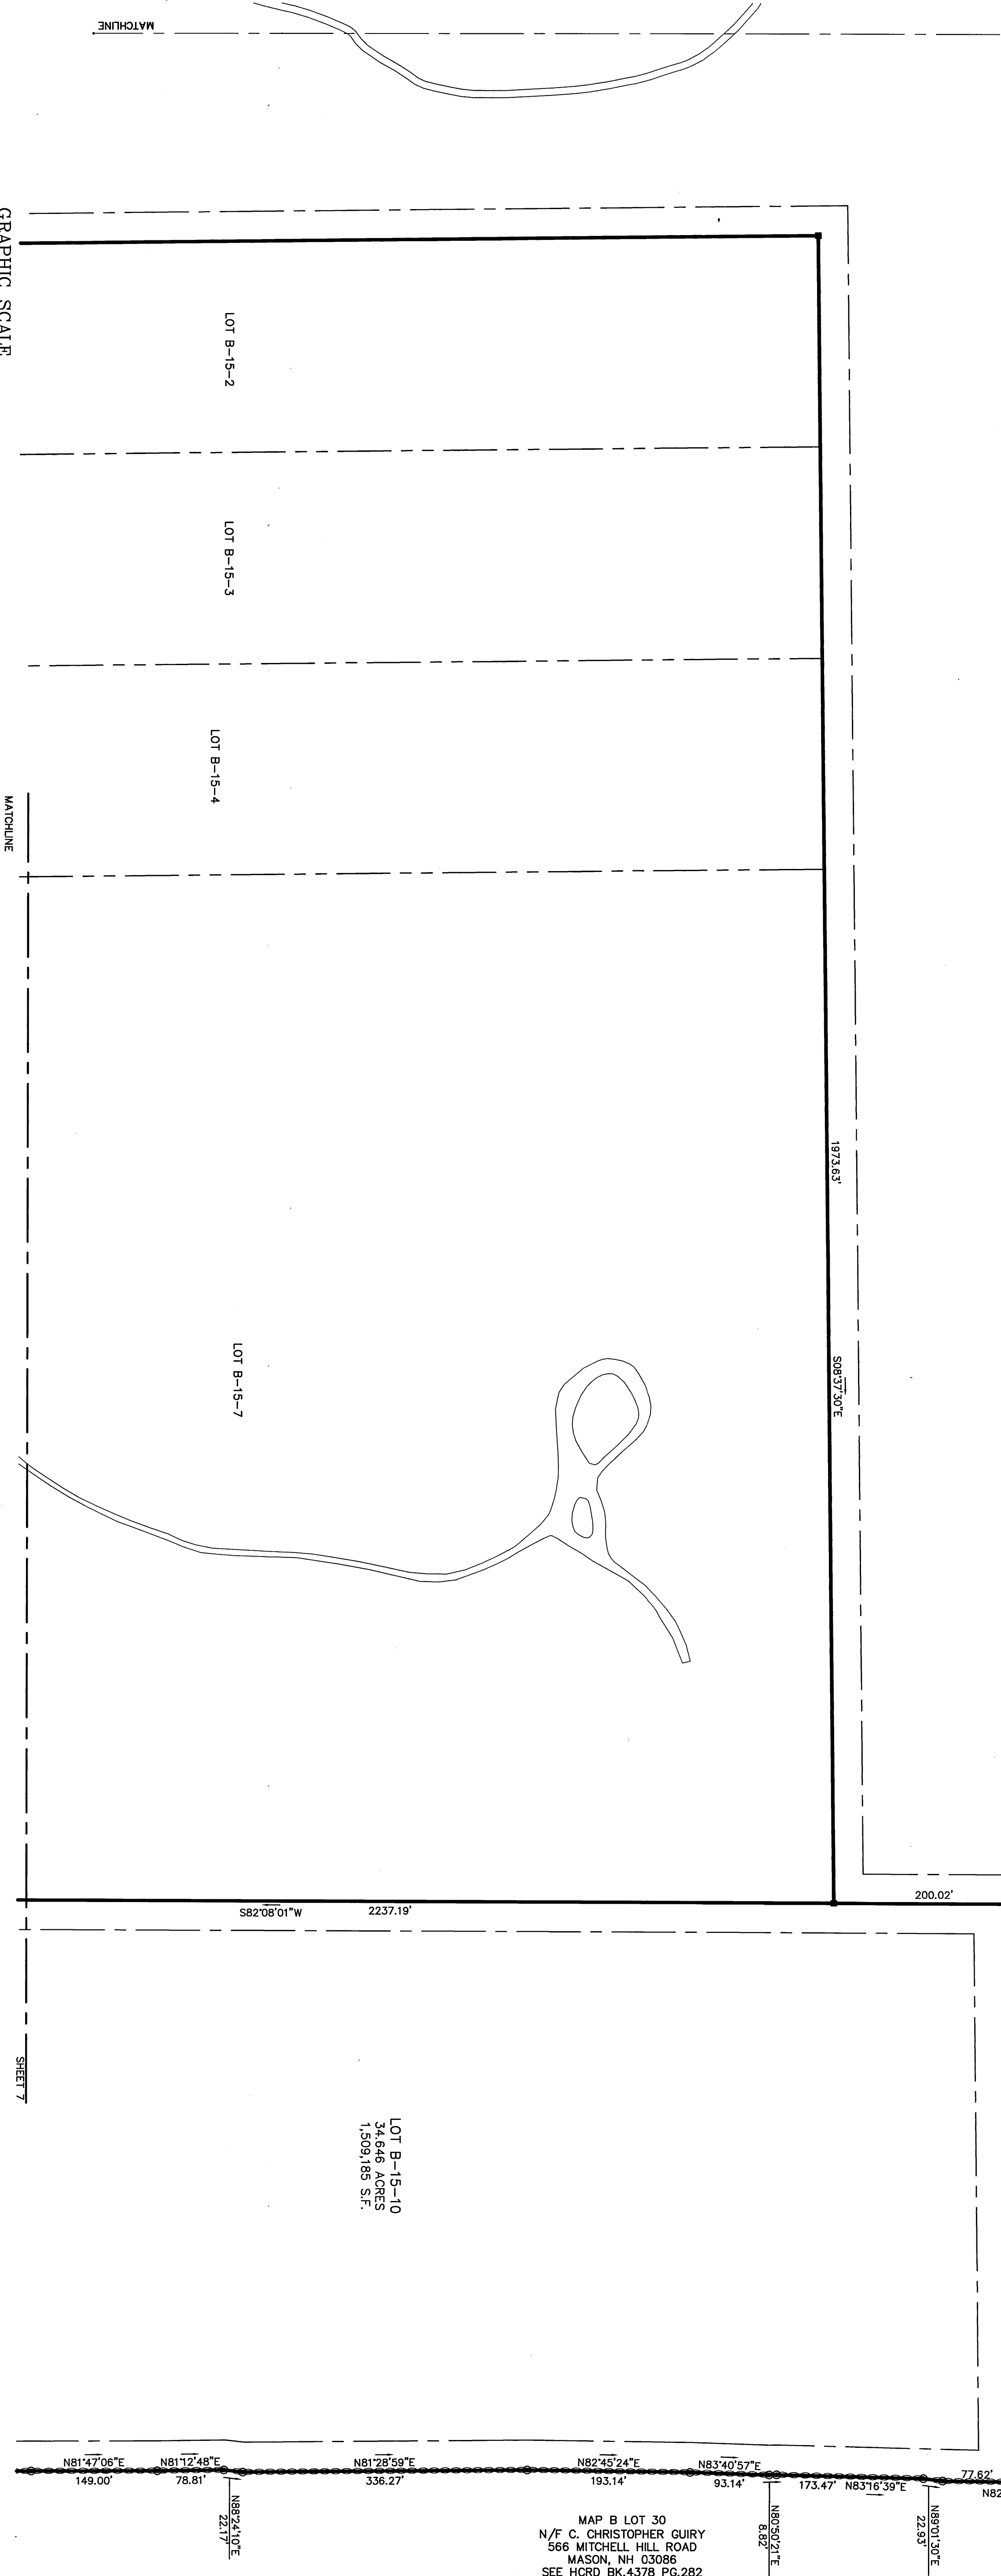 MATCHLINE
GRAPHIC SCALE
LOT B-15-2
LOT B-15-3
LOT B-15-4
MATCHLINE
1973.63'
S08°37'30"E
LOT B-15-7
200.02'
S82°08'01"W
2237.19'
SHEET 7
LOT B-15-10
34.646 ACRES
1,509,185 S.F.
N81°47'06"E
149.00'
N81°12'48"E
78.81'
N88°24'10"E
22.17'
N81°28'59"E
336.27'
N82°45'24"E
193.14'
N83°40'57"E
93.14'
N80°50'21"E
8.82'
173.47'
N83°16'39"E
N89°01'30"E
22.93'
77.62'
N82
MAP B LOT 30
N/F C. CHRISTOPHER GUIRY
566 MITCHELL HILL ROAD
MASON, NH 03086
SEE HCRD BK.4378 PG.282